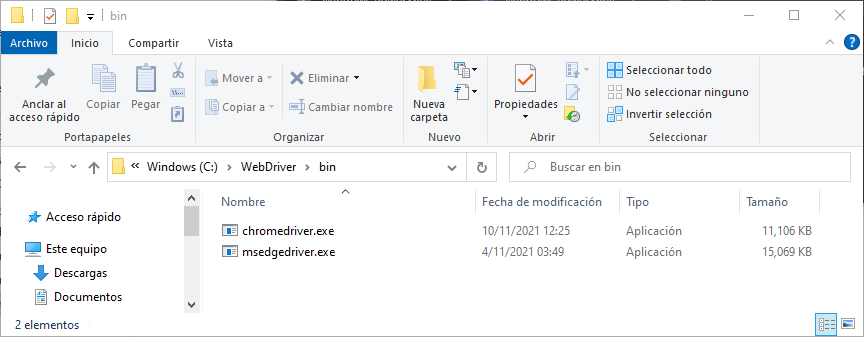 bin
Archivo Inicio Compartir Vista
Anclar al acceso rápido
Copiar
Pegar
Portapapeles
Mover a
Copiar a
Eliminar
Cambiar nombre
Organizar
Nueva carpeta
Nuevo
Propiedades
Abrir
Seleccionar todo
No seleccionar ninguno
Invertir selección
Seleccionar
« Windows (C:) > WebDriver > bin
Buscar en bin
Nombre Fecha de modificación Tipo Tamaño
chromedriver.exe 10/11/2021 12:25 Aplicación 11,106 KB
msedgedriver.exe 4/11/2021 03:49 Aplicación 15,069 KB
Acceso rápido
Este equipo
Descargas
Documentos
2 elementos